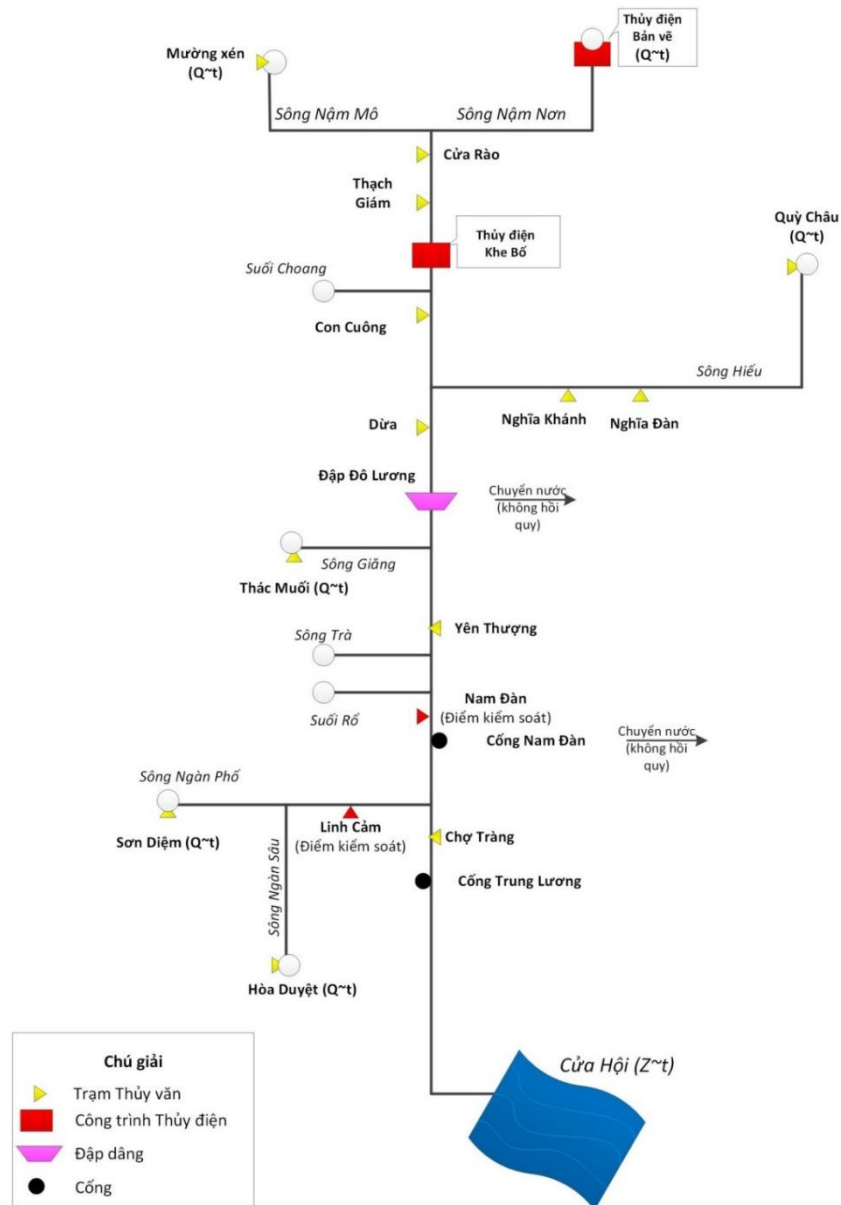 Thủy điện
Bản vẽ
(Q~t)
Mường xén
(Q~t)
Sông Nậm Mô
Sông Nậm Nơn
Cửa Rào
Thạch
Giám
Quỳ Châu
(Q~t)
Thủy điện
Khe Bố
Suối Choang
Con Cuông
Sông Hiếu
Nghĩa Khánh
Nghĩa Đàn
Dừa
Đập Đô Lương
Chuyển nước
(không hồi
quy)
Sông Giăng
Thác Muối (Q~t)
Yên Thượng
Sông Trà
Suối Rồ
Nam Đàn
(Điểm kiểm soát)
Cống Nam Đàn
Chuyển nước
(không hồi
quy)
Sông Ngàn Phố
Sơn Diệm (Q~t)
Linh Cảm
(Điểm kiểm soát)
Chợ Tràng
Sông Ngàn Sâu
Cống Trung Lương
Hòa Duyệt (Q~t)
Cửa Hội (Z~t)
Chú giải
Trạm Thủy văn
Công trình Thủy điện
Đập dâng
Cống